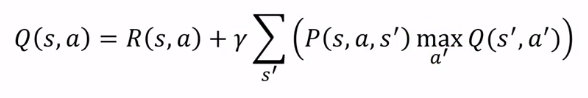 Q(s, a) = R(s, a) + γ ∑_{s′} (P(s, a, s′) max_{a′} Q(s′, a′))